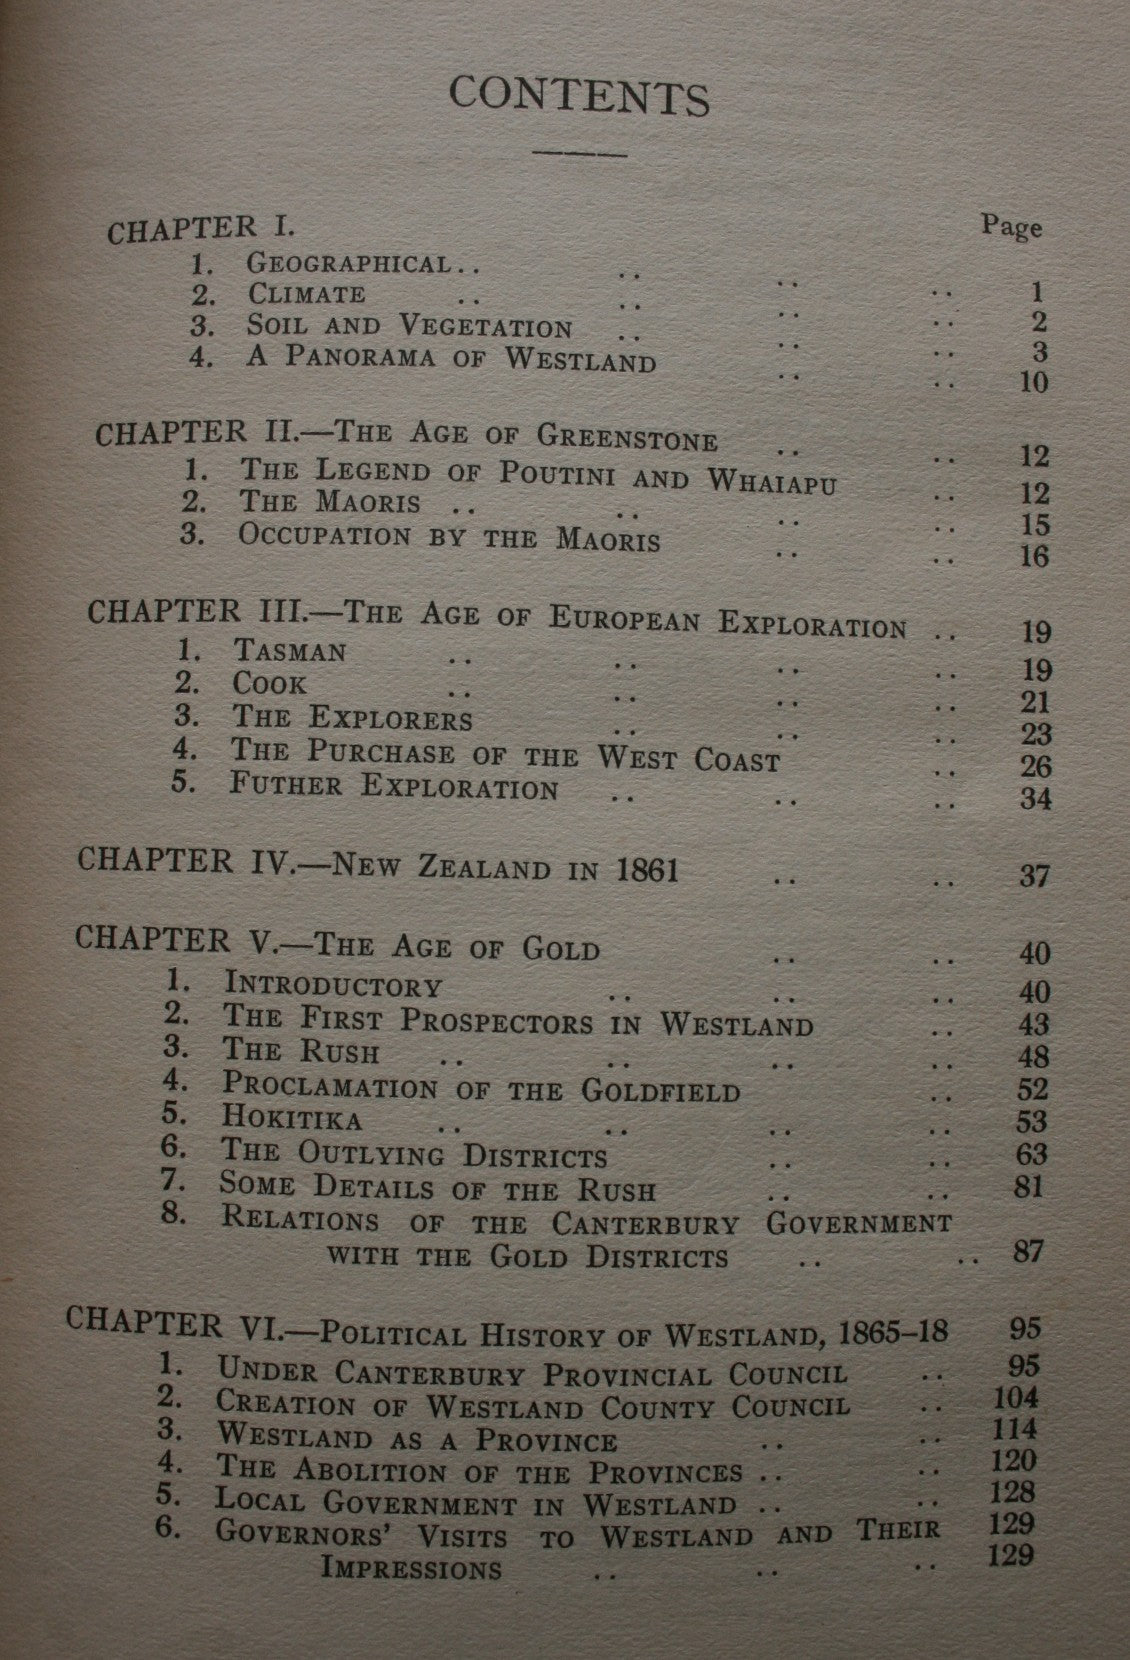 CONTENTS
CHAPTER I. Page
1. GEOGRAPHICAL.. .. .. .. 1
2. CLIMATE .. .. .. .. 2
3. SOIL AND VEGETATION .. .. .. 3
4. A PANORAMA OF WESTLAND .. .. 10
CHAPTER II.—THE AGE OF GREENSTONE .. .. 12
1. THE LEGEND OF POUTINI AND WHAIAPU .. 12
2. THE MAORIS .. .. .. .. 15
3. OCCUPATION BY THE MAORIS .. .. 16
CHAPTER III.—THE AGE OF EUROPEAN EXPLORATION .. 19
1. TASMAN .. .. .. .. 19
2. COOK .. .. .. .. 21
3. THE EXPLORERS .. .. .. 23
4. THE PURCHASE OF THE WEST COAST .. 26
5. FUTHER EXPLORATION .. .. .. 34
CHAPTER IV.—NEW ZEALAND IN 1861 .. .. 37
CHAPTER V.—THE AGE OF GOLD .. .. 40
1. INTRODUCTORY .. .. .. 40
2. THE FIRST PROSPECTORS IN WESTLAND .. 43
3. THE RUSH .. .. .. .. 48
4. PROCLAMATION OF THE GOLDFIELD .. 52
5. HOKITIKA .. .. .. .. 53
6. THE OUTLYING DISTRICTS .. .. 63
7. SOME DETAILS OF THE RUSH .. .. 81
8. RELATIONS OF THE CANTERBURY GOVERNMENT
WITH THE GOLD DISTRICTS .. .. 87
CHAPTER VI.—POLITICAL HISTORY OF WESTLAND, 1865–18 95
1. UNDER CANTERBURY PROVINCIAL COUNCIL .. 95
2. CREATION OF WESTLAND COUNTY COUNCIL .. 104
3. WESTLAND AS A PROVINCE .. .. 114
4. THE ABOLITION OF THE PROVINCES .. .. 120
5. LOCAL GOVERNMENT IN WESTLAND .. .. 128
6. GOVERNORS' VISITS TO WESTLAND AND THEIR 129
IMPRESSIONS .. .. .. 129